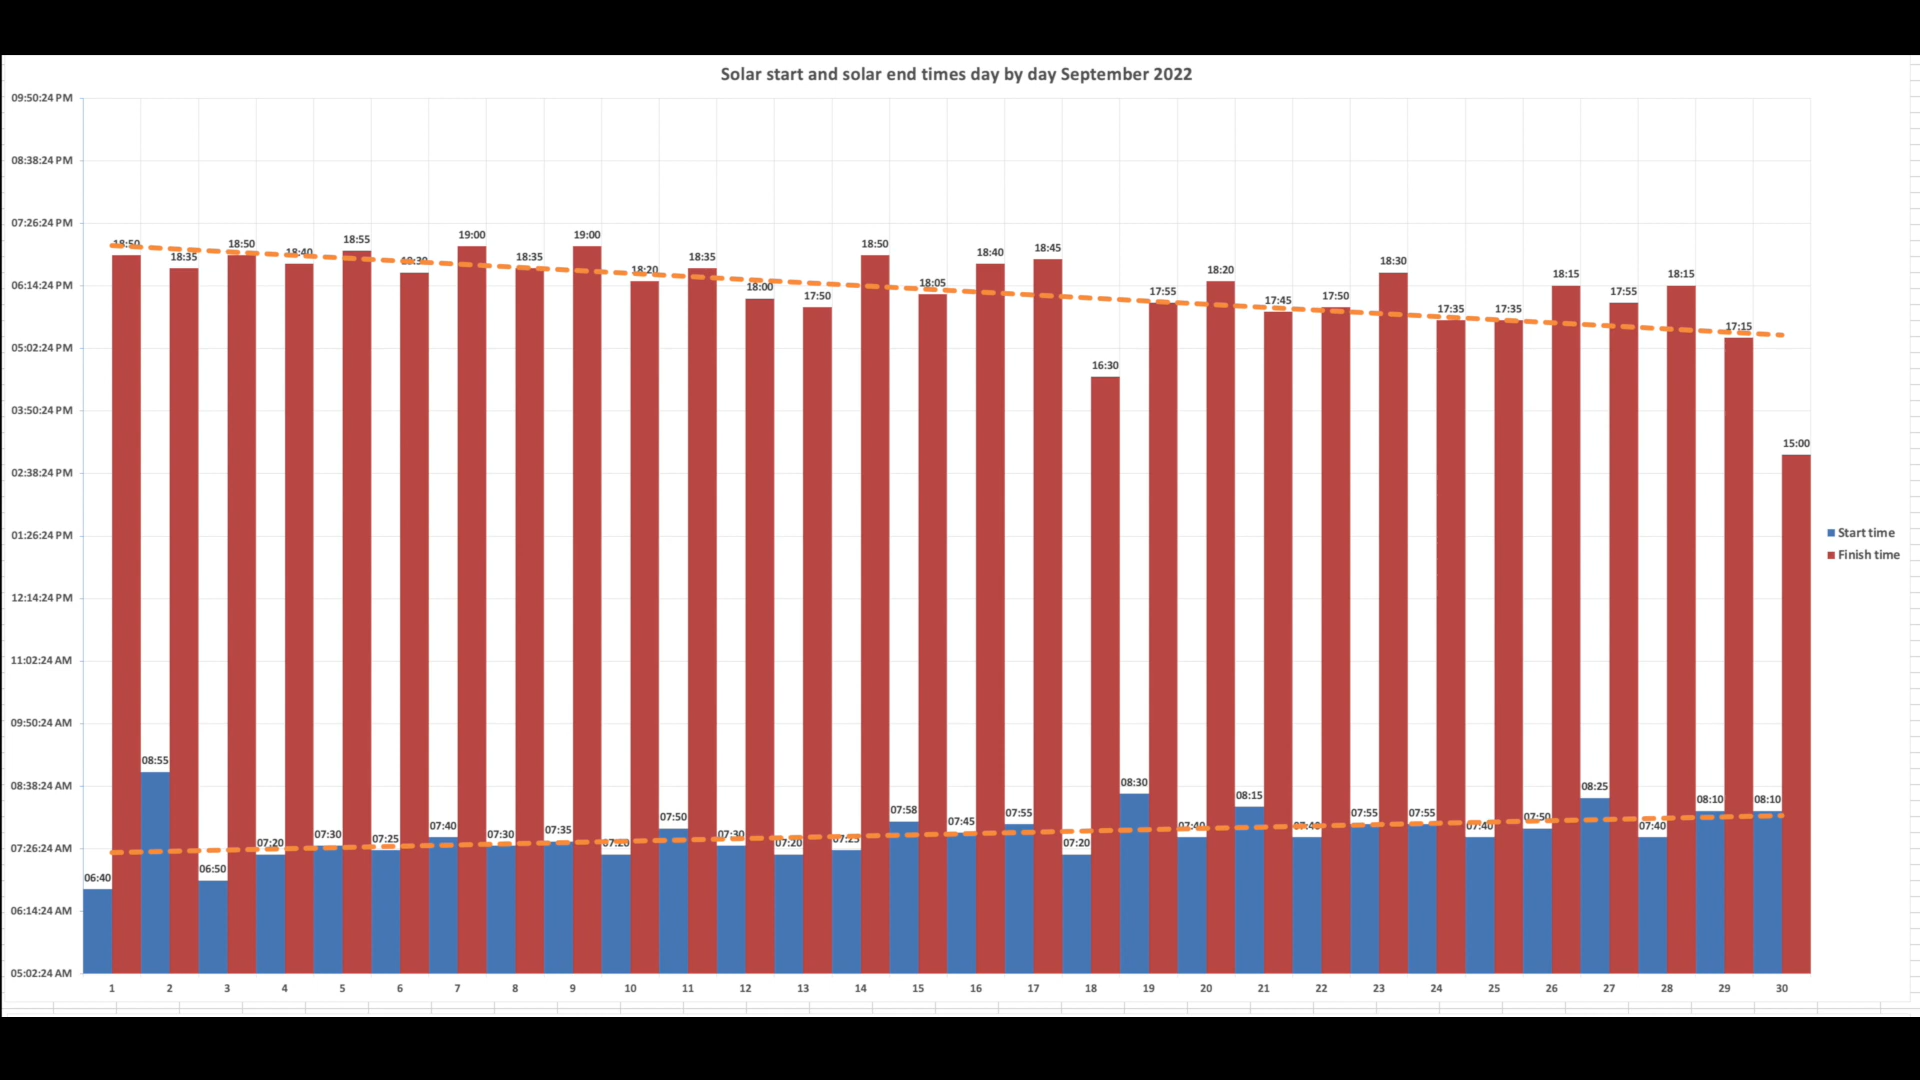 Solar start and solar end times day by day September 2022
09:50:24 PM
08:38:24 PM
07:26:24 PM
06:14:24 PM
05:02:24 PM
03:50:24 PM
02:38:24 PM
01:26:24 PM
12:14:24 PM
11:02:24 AM
09:50:24 AM
08:38:24 AM
07:26:24 AM
06:14:24 AM
05:02:24 AM
18:50 18:35 18:50 18:40 18:55 18:30 19:00 18:35 19:00 18:20 18:35 18:00 17:50 18:50 18:05 18:40 18:45 16:30 17:55 18:20 17:45 17:50 18:30 17:35 17:35 18:15 17:55 18:15 17:15 15:00
06:40 08:55 06:50 07:20 07:30 07:25 07:40 07:30 07:35 07:20 07:50 07:30 07:20 07:25 07:58 07:45 07:55 07:20 08:30 07:40 08:15 07:40 07:55 07:55 07:40 07:50 08:25 07:40 08:10 08:10
1 2 3 4 5 6 7 8 9 10 11 12 13 14 15 16 17 18 19 20 21 22 23 24 25 26 27 28 29 30
Start time
Finish time